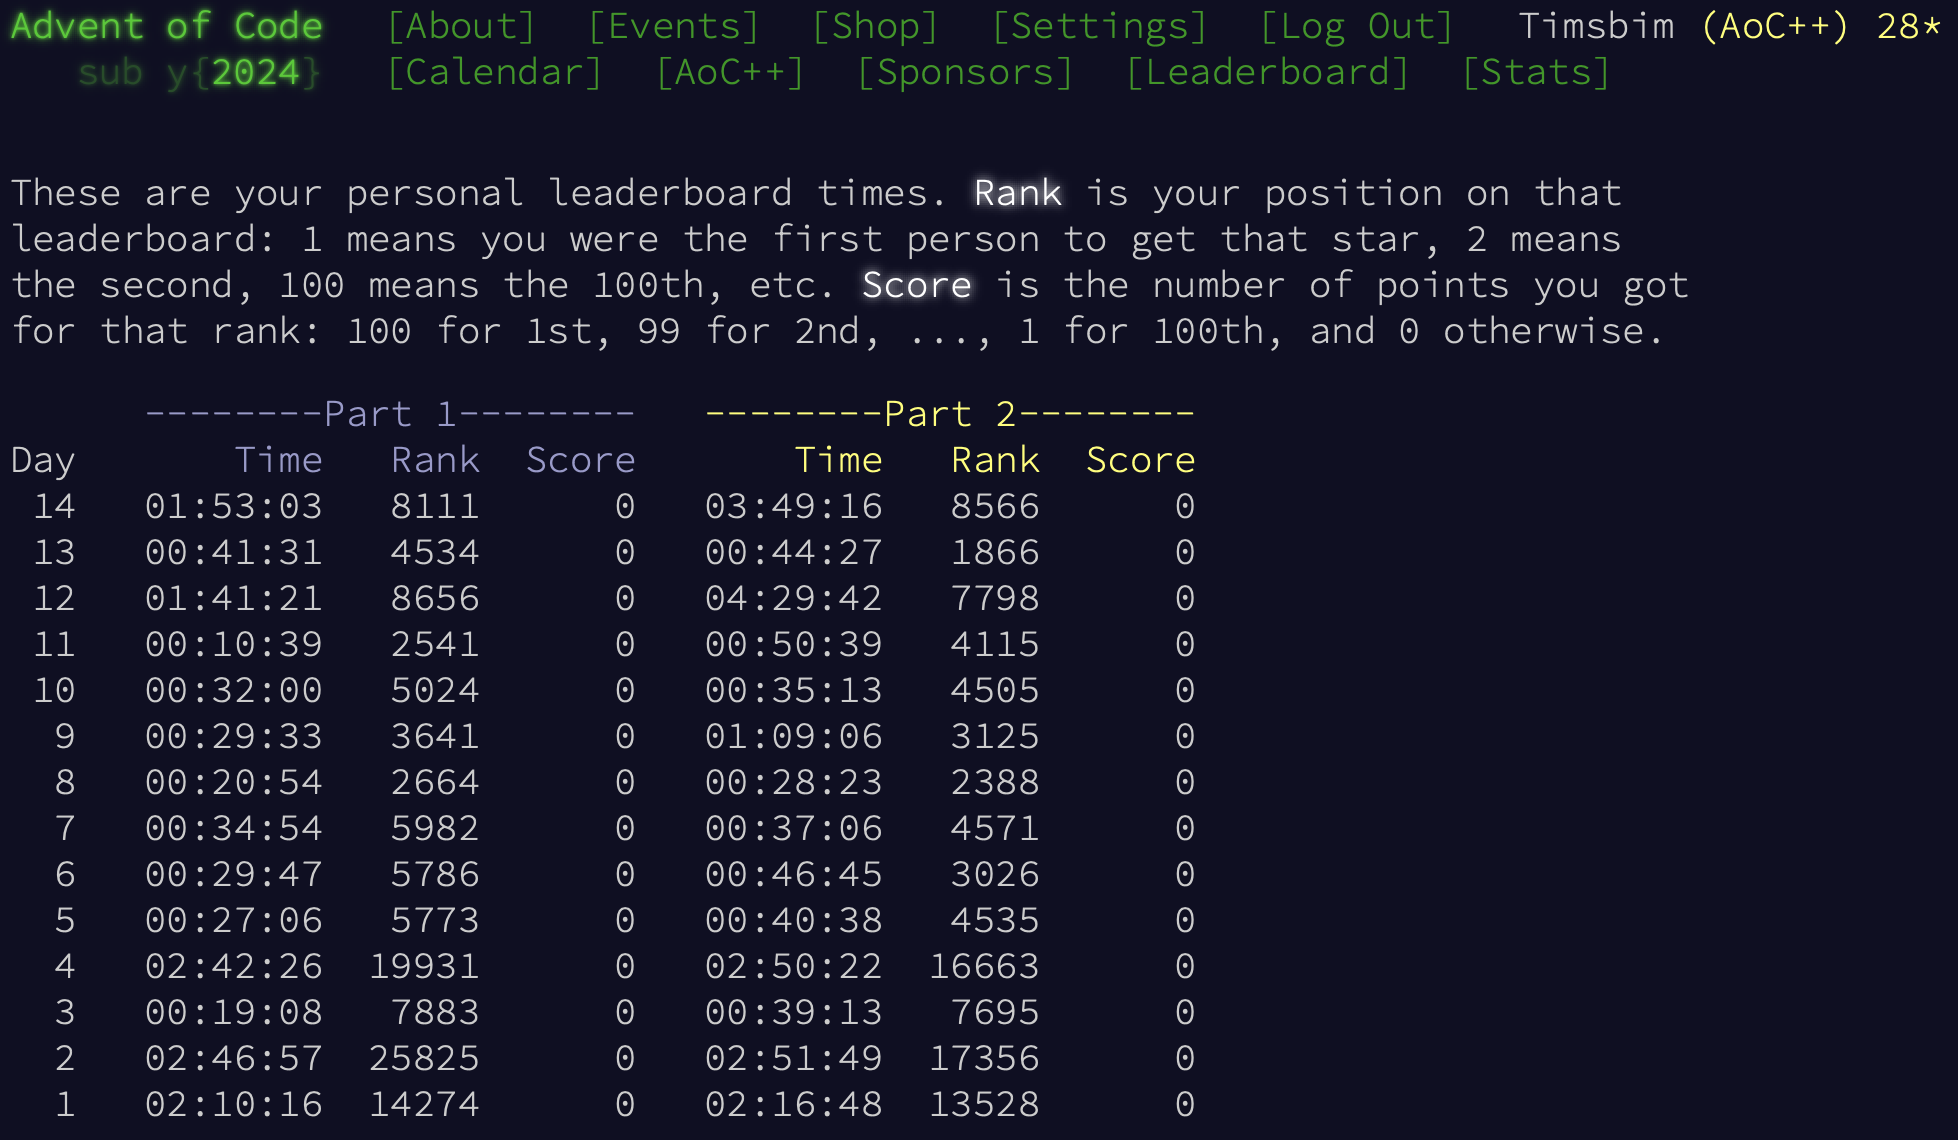 Advent of Code [About] [Events] [Shop] [Settings] [Log Out] Timsbim (AoC++) 28*
sub y{2024} [Calendar] [AoC++] [Sponsors] [Leaderboard] [Stats]
These are your personal leaderboard times. Rank is your position on that
leaderboard: 1 means you were the first person to get that star, 2 means
the second, 100 means the 100th, etc. Score is the number of points you got
for that rank: 100 for 1st, 99 for 2nd, ..., 1 for 100th, and 0 otherwise.
--------Part 1-------- --------Part 2--------
Day Time Rank Score Time Rank Score
14 01:53:03 8111 0 03:49:16 8566 0
13 00:41:31 4534 0 00:44:27 1866 0
12 01:41:21 8656 0 04:29:42 7798 0
11 00:10:39 2541 0 00:50:39 4115 0
10 00:32:00 5024 0 00:35:13 4505 0
9 00:29:33 3641 0 01:09:06 3125 0
8 00:20:54 2664 0 00:28:23 2388 0
7 00:34:54 5982 0 00:37:06 4571 0
6 00:29:47 5786 0 00:46:45 3026 0
5 00:27:06 5773 0 00:40:38 4535 0
4 02:42:26 19931 0 02:50:22 16663 0
3 00:19:08 7883 0 00:39:13 7695 0
2 02:46:57 25825 0 02:51:49 17356 0
1 02:10:16 14274 0 02:16:48 13528 0